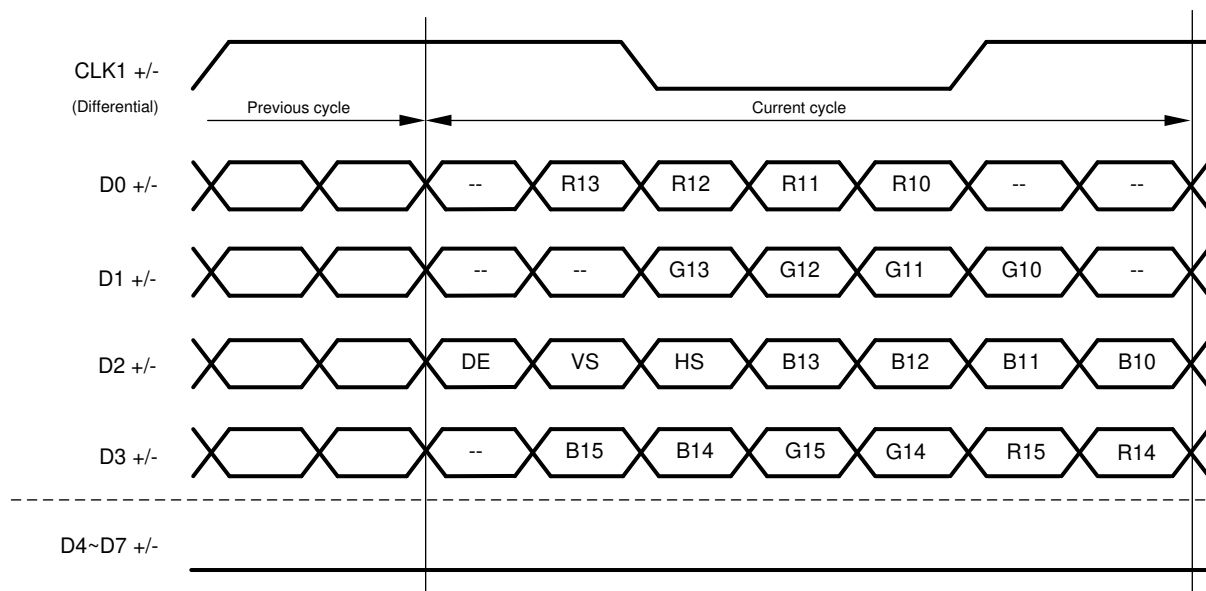 CLK1 +/-
(Differential)
Previous cycle
Current cycle
D0 +/- -- R13 R12 R11 R10 -- --
D1 +/- -- -- G13 G12 G11 G10 --
D2 +/- DE VS HS B13 B12 B11 B10
D3 +/- -- B15 B14 G15 G14 R15 R14
D4~D7 +/-